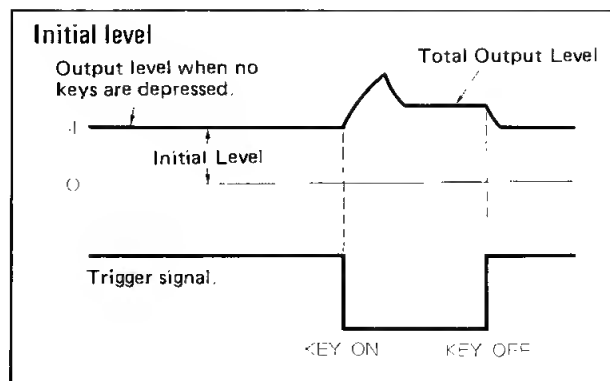 Initial level
Output level when no
keys are depressed.
Total Output Level
Initial Level
0
Trigger signal.
KEY ON
KEY OFF